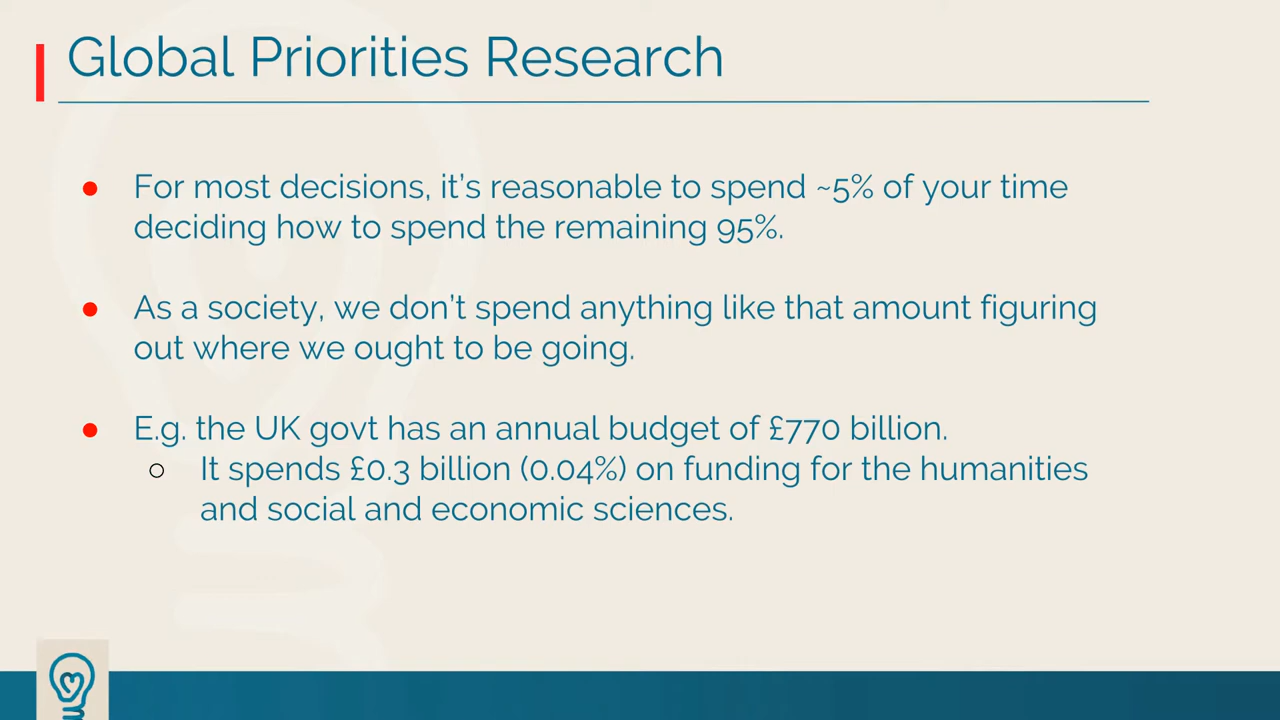 Global Priorities Research
● For most decisions, it's reasonable to spend ~5% of your time
deciding how to spend the remaining 95%.
● As a society, we don't spend anything like that amount figuring
out where we ought to be going.
● E.g. the UK govt has an annual budget of £770 billion.
○ It spends £0.3 billion (0.04%) on funding for the humanities
and social and economic sciences.